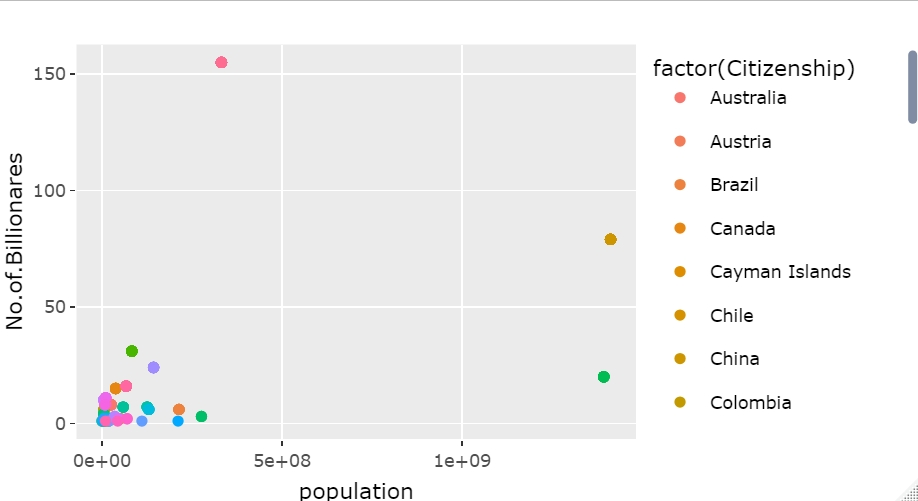 factor(Citizenship)
Australia
Austria
Brazil
Canada
Cayman Islands
Chile
China
Colombia
No.of.Billionares
150
100
50
0
0e+00 5e+08 1e+09
population